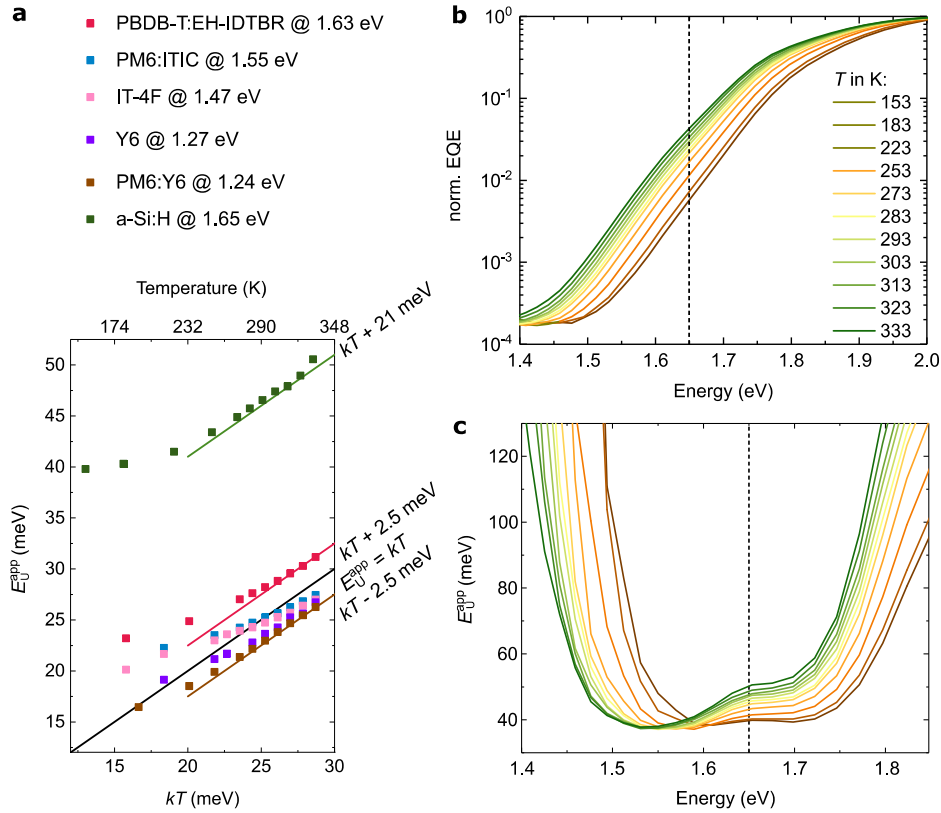 a
PBDB-T:EH-IDTBR @ 1.63 eV
PM6:ITIC @ 1.55 eV
IT-4F @ 1.47 eV
Y6 @ 1.27 eV
PM6:Y6 @ 1.24 eV
a-Si:H @ 1.65 eV
Temperature (K)
174 232 290 348
kT + 21 meV
kT + 2.5 meV
E_U^app = kT
kT - 2.5 meV
50
45
40
35
30
25
20
15
E_U^app (meV)
15 20 25 30
kT (meV)
b
norm. EQE
10^0
10^-1
10^-2
10^-3
10^-4
T in K:
153
183
223
253
273
283
293
303
313
323
333
1.4 1.5 1.6 1.7 1.8 1.9 2.0
Energy (eV)
c
E_U^app (meV)
120
100
80
60
40
1.4 1.5 1.6 1.7 1.8
Energy (eV)